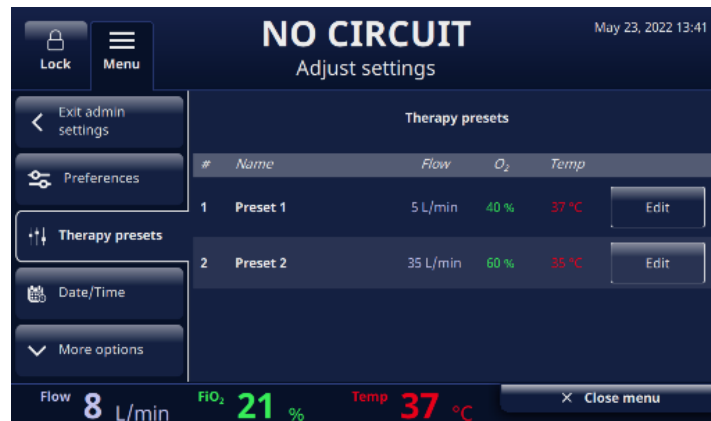 NO CIRCUIT
May 23, 2022 13:41
Lock
Menu
Adjust settings
Exit admin
settings
Therapy presets
Preferences
# Name Flow O₂ Temp
1 Preset 1 5 L/min 40 % 37 °C Edit
Therapy presets
2 Preset 2 35 L/min 60 % 35 °C Edit
Date/Time
More options
Flow 8 L/min FiO₂ 21 % Temp 37 °C
× Close menu